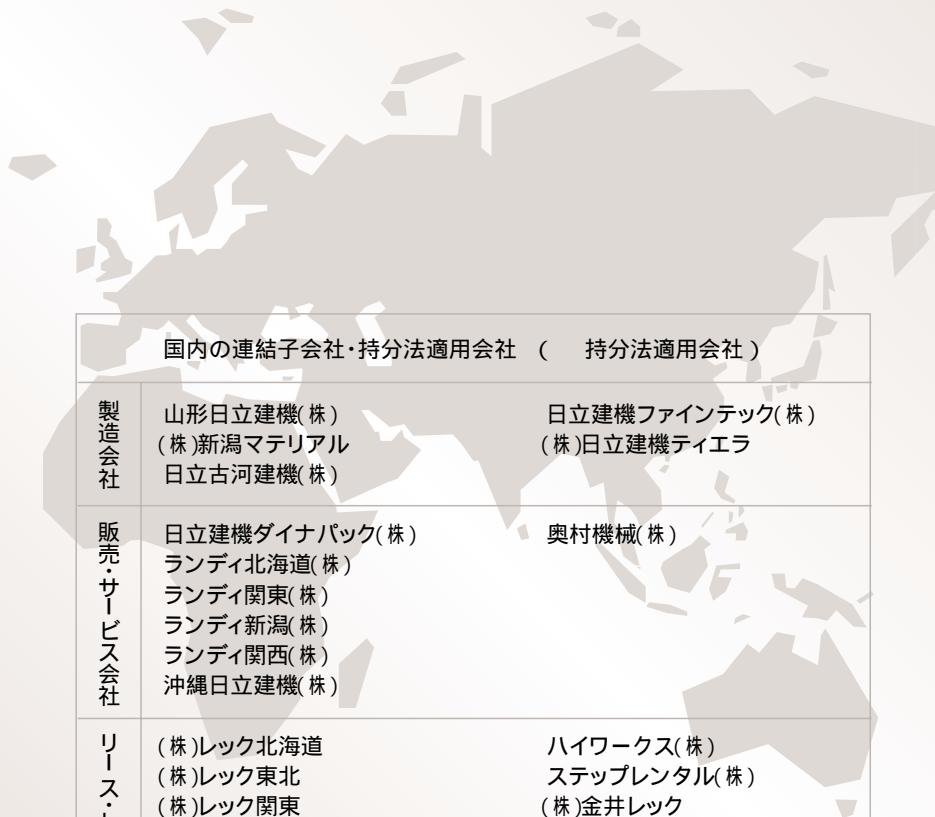 国内の連結子会社・持分法適用会社 ( 持分法適用会社 )
製造会社
山形日立建機(株) 日立建機ファインテック(株)
(株)新潟マテリアル (株)日立建機ティエラ
日立古河建機(株)
販売・サービス会社
日立建機ダイナパック(株) 奥村機械(株)
ランディ北海道(株)
ランディ関東(株)
ランディ新潟(株)
ランディ関西(株)
沖縄日立建機(株)
リース・
(株)レック北海道 ハイワークス(株)
(株)レック東北 ステップレンタル(株)
(株)レック関東 (株)金井レック